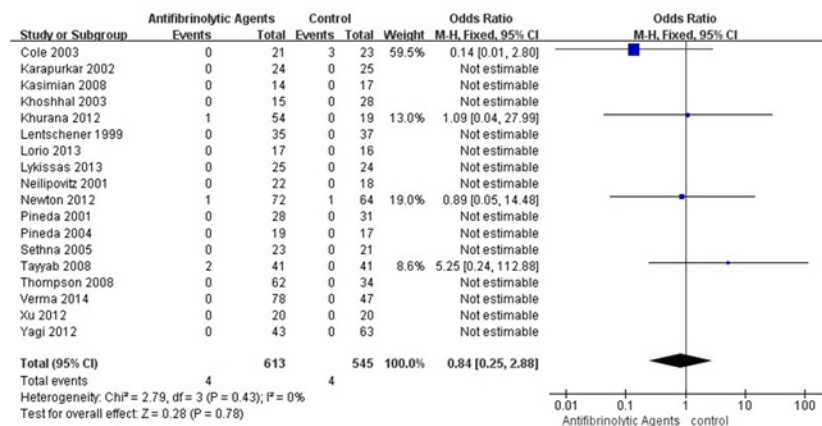 Antifibrinolytic Agents Control Odds Ratio Odds Ratio
Study or Subgroup Events Total Events Total Weight M-H, Fixed, 95% CI M-H, Fixed, 95% CI
Cole 2003 0 21 3 23 59.5% 0.14 [0.01, 2.80]
Karapurkar 2002 0 24 0 25 Not estimable
Kasimian 2008 0 14 0 17 Not estimable
Khoshhal 2003 0 15 0 28 Not estimable
Khurana 2012 1 54 0 19 13.0% 1.09 [0.04, 27.99]
Lentschener 1999 0 35 0 37 Not estimable
Lorio 2013 0 17 0 16 Not estimable
Lykissas 2013 0 25 0 24 Not estimable
Neilipovitz 2001 0 22 0 18 Not estimable
Newton 2012 1 72 1 64 19.0% 0.89 [0.05, 14.48]
Pineda 2001 0 28 0 31 Not estimable
Pineda 2004 0 19 0 17 Not estimable
Sethna 2005 0 23 0 21 Not estimable
Tayyab 2008 2 41 0 41 8.6% 5.25 [0.24, 112.88]
Thompson 2008 0 62 0 34 Not estimable
Verma 2014 0 78 0 47 Not estimable
Xu 2012 0 20 0 20 Not estimable
Yagi 2012 0 43 0 63 Not estimable
Total (95% CI) 613 545 100.0% 0.84 [0.25, 2.88]
Total events 4 4
Heterogeneity: Chi² = 2.79, df = 3 (P = 0.43); I² = 0%
Test for overall effect: Z = 0.28 (P = 0.78)
0.01 0.1 1 10 100
Antifibrinolytic Agents control